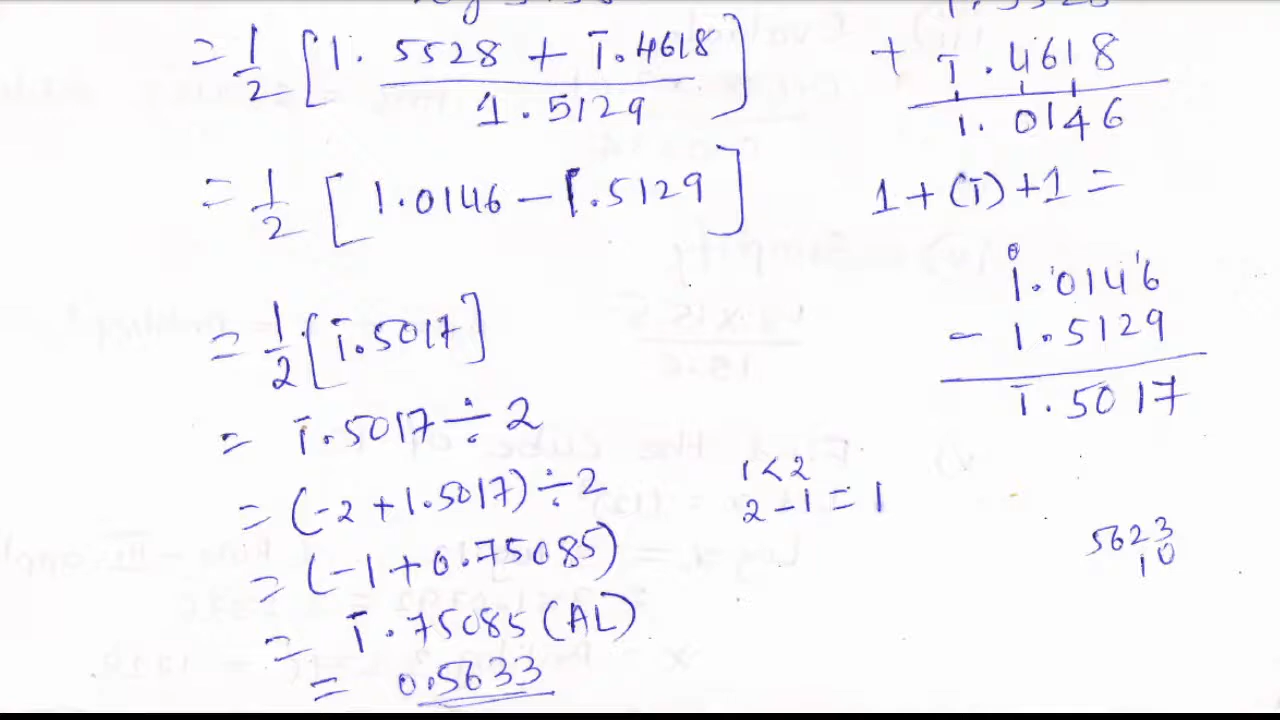 = 1/2 [ 1.5528 + 1̄.4618 / 1.5129 ]
= 1/2 [ 1.0146 - 1.5129 ]
= 1/2 [ 1̄.5017 ]
= 1̄.5017 ÷ 2
= (-2 + 1.5017) ÷ 2
= (-1 + 0.75085)
= 1̄.75085 (AL)
= 0.5633
+ 1̄.4618
1.0146
1 + (1̄) + 1 =
0
1.0146
- 1.5129
1̄.5017
1 < 2
2 - 1 = 1
5623
10